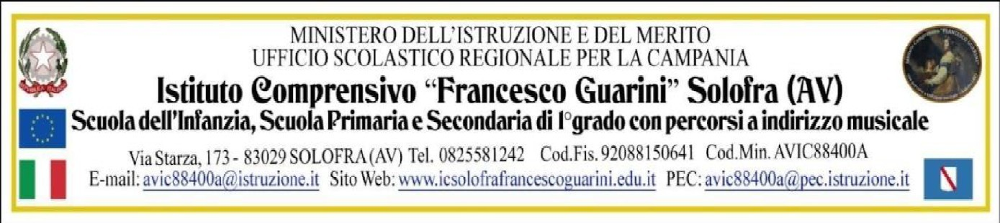 MINISTERO DELL'ISTRUZIONE E DEL MERITO
UFFICIO SCOLASTICO REGIONALE PER LA CAMPANIA
Istituto Comprensivo “Francesco Guarini” Solofra (AV)
Scuola dell'Infanzia, Scuola Primaria e Secondaria di 1°grado con percorsi a indirizzo musicale
Via Starza, 173 - 83029 SOLOFRA (AV) Tel. 0825581242 Cod.Fis. 92088150641 Cod.Min. AVIC88400A
E-mail: avic88400a@istruzione.it Sito Web: www.icsolofrafrancescoguarini.edu.it PEC: avic88400a@pec.istruzione.it